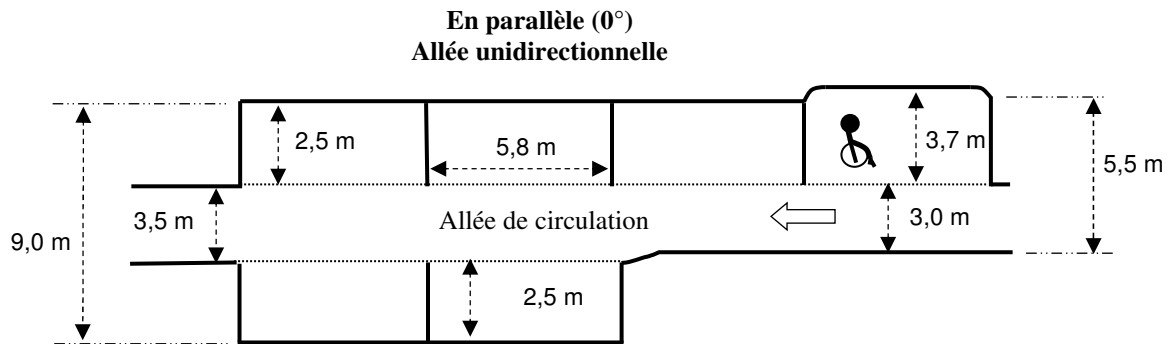 En parallèle (0°)
Allée unidirectionnelle
2,5 m
5,8 m
3,7 m
5,5 m
3,5 m
Allée de circulation
3,0 m
9,0 m
2,5 m